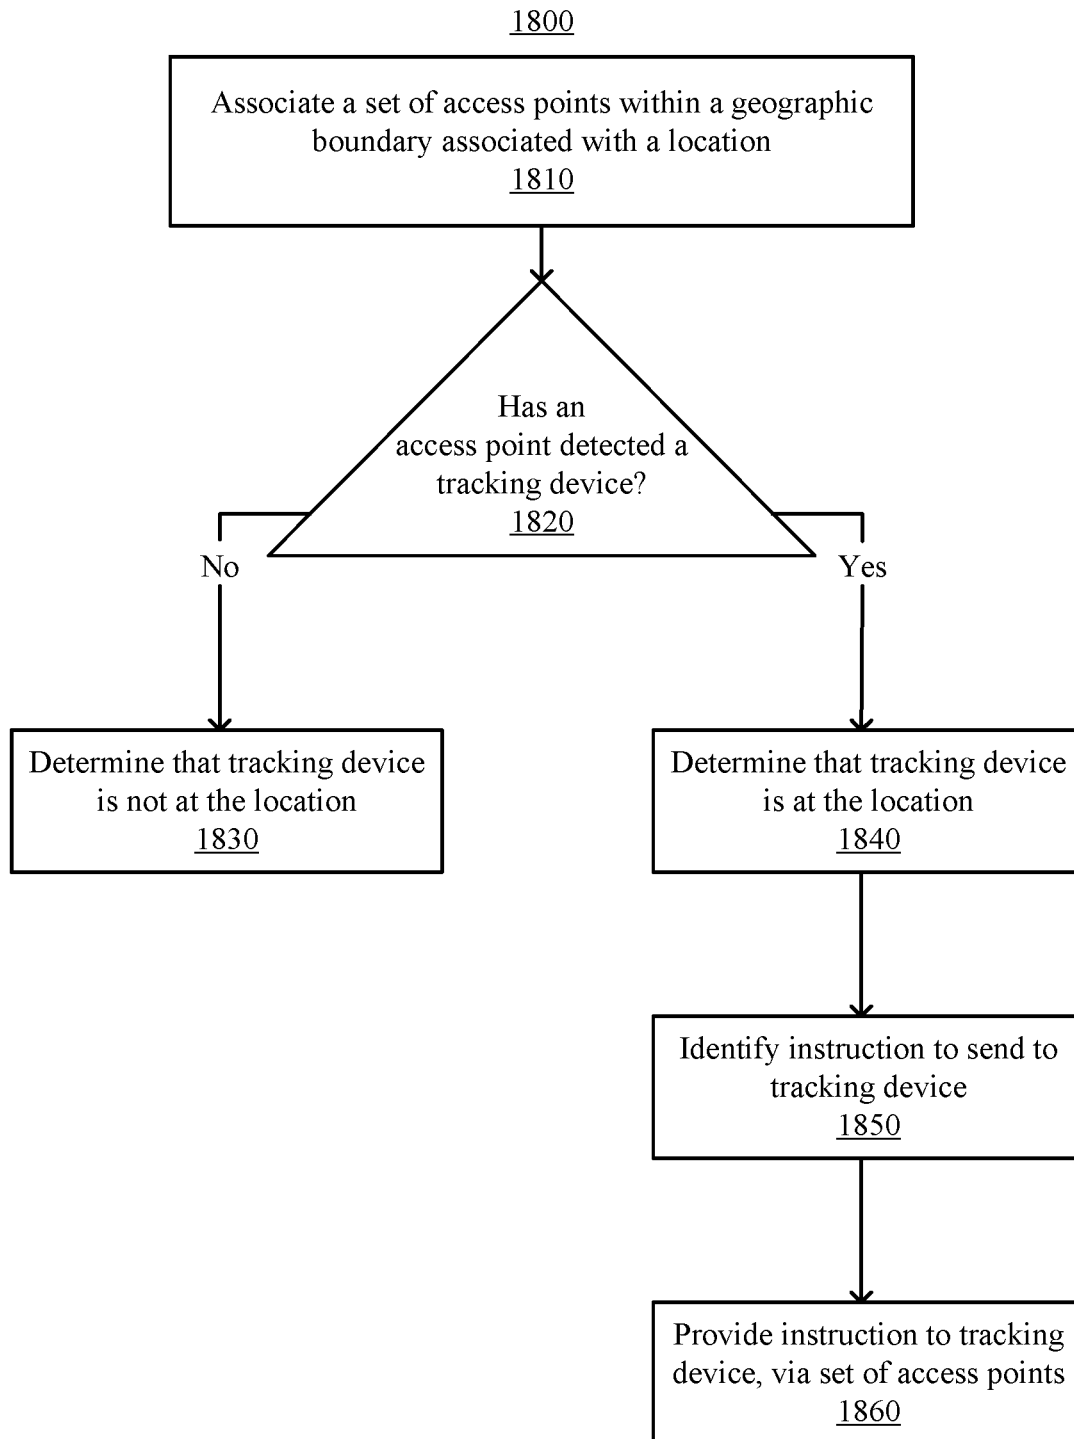 1800
Associate a set of access points within a geographic
boundary associated with a location
1810
Has an
access point detected a
tracking device?
1820
No
Yes
Determine that tracking device
is not at the location
1830
Determine that tracking device
is at the location
1840
Identify instruction to send to
tracking device
1850
Provide instruction to tracking
device, via set of access points
1860